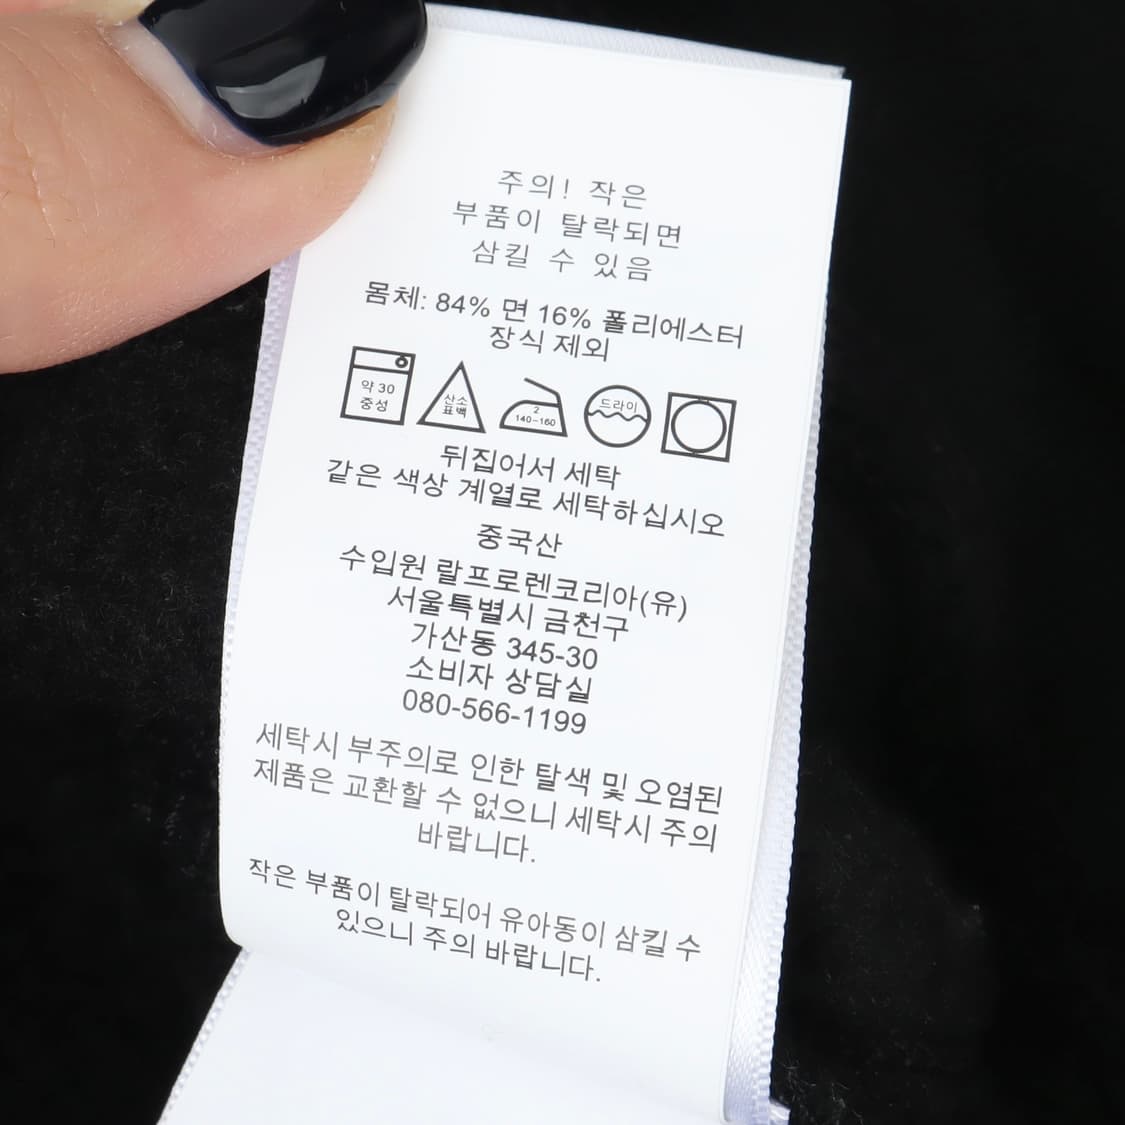 주의! 작은
부품이 탈락되면
삼킬 수 있음
몸체: 84% 면 16% 폴리에스터
장식 제외
약 30
중성
산소
표백
2
140-160
드라이
뒤집어서 세탁
같은 색상 계열로 세탁하십시오
중국산
수입원 랄프로렌코리아(유)
서울특별시 금천구
가산동 345-30
소비자 상담실
080-566-1199
세탁시 부주의로 인한 탈색 및 오염된
제품은 교환할 수 없으니 세탁시 주의
바랍니다.
작은 부품이 탈락되어 유아동이 삼킬 수
있으니 주의 바랍니다.